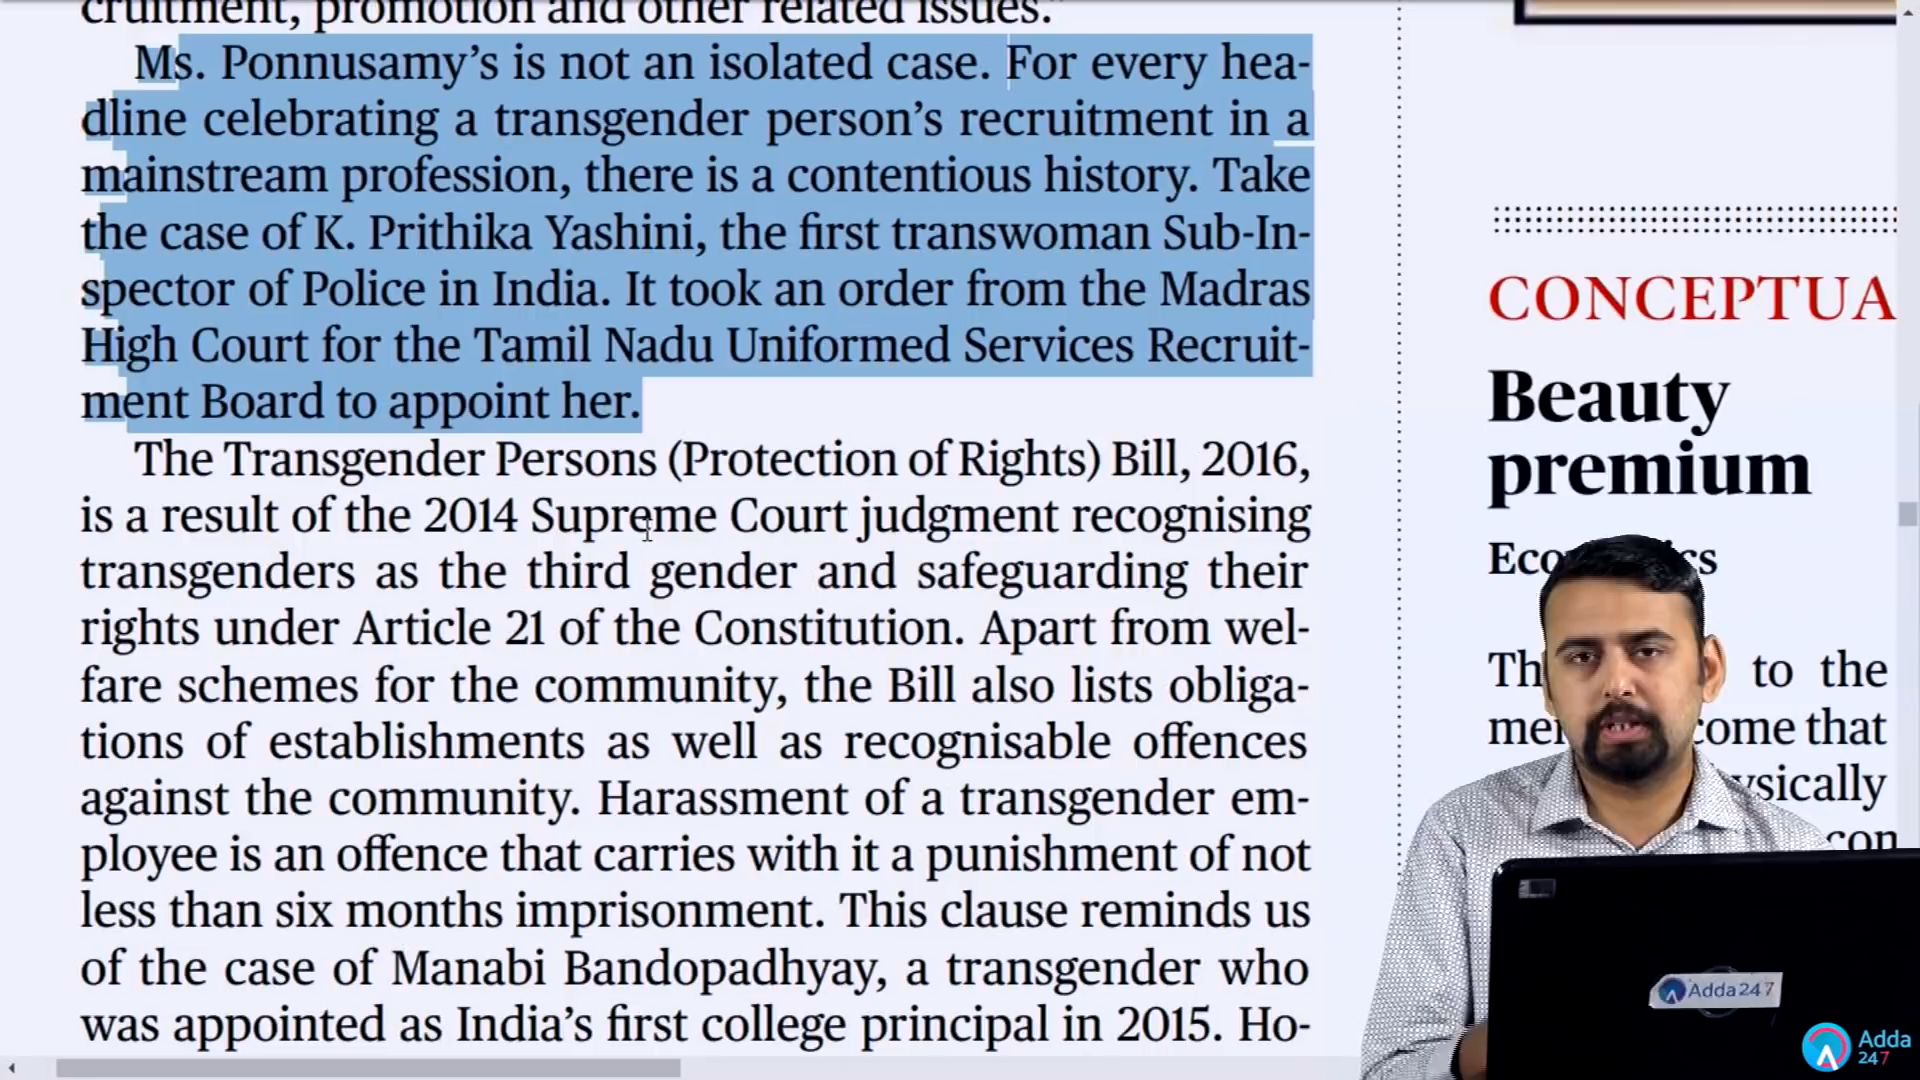 cruitment, promotion and other related issues.”
Ms. Ponnusamy’s is not an isolated case. For every hea-
dline celebrating a transgender person’s recruitment in a
mainstream profession, there is a contentious history. Take
the case of K. Prithika Yashini, the first transwoman Sub-In-
spector of Police in India. It took an order from the Madras
High Court for the Tamil Nadu Uniformed Services Recruit-
ment Board to appoint her.
The Transgender Persons (Protection of Rights) Bill, 2016,
is a result of the 2014 Supreme Court judgment recognising
transgenders as the third gender and safeguarding their
rights under Article 21 of the Constitution. Apart from wel-
fare schemes for the community, the Bill also lists obliga-
tions of establishments as well as recognisable offences
against the community. Harassment of a transgender em-
ployee is an offence that carries with it a punishment of not
less than six months imprisonment. This clause reminds us
of the case of Manabi Bandopadhyay, a transgender who
was appointed as India’s first college principal in 2015. Ho-
CONCEPTUA
Beauty
premium
to the
come that
con
Adda247
Adda
247